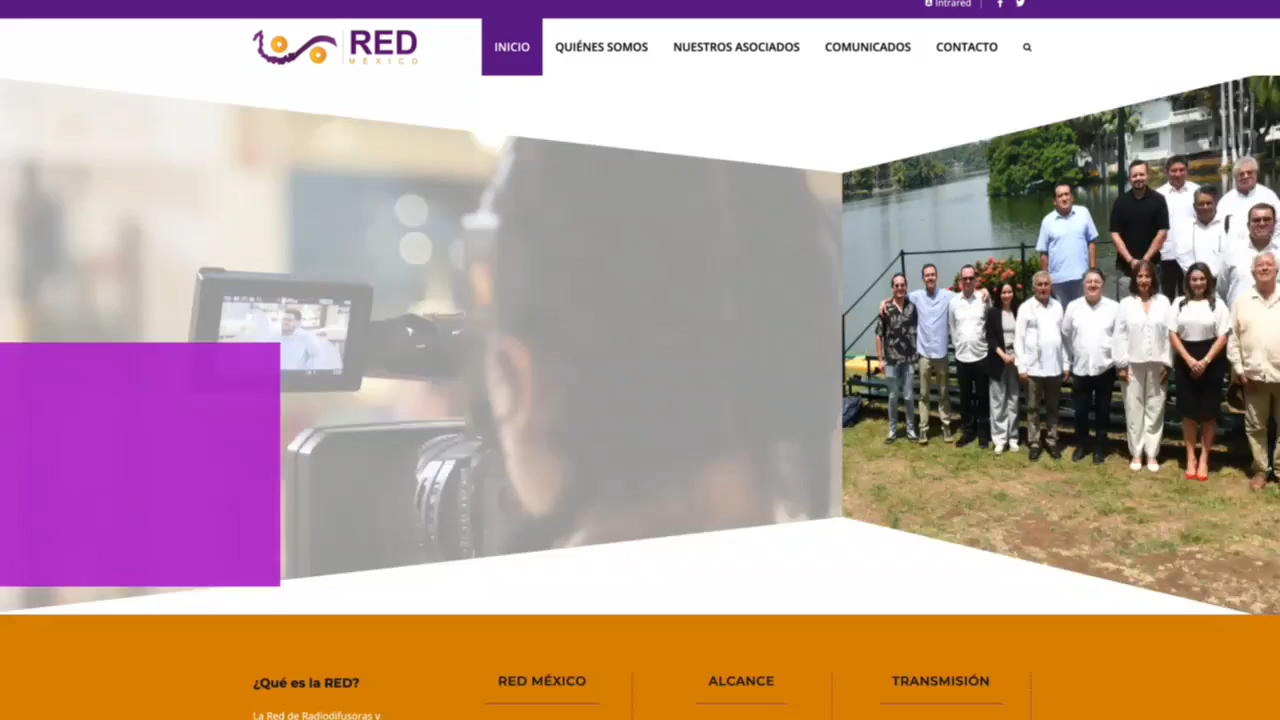 Intrared
RED
MÉXICO
INICIO
QUIÉNES SOMOS
NUESTROS ASOCIADOS
COMUNICADOS
CONTACTO
¿Qué es la RED?
RED MÉXICO
ALCANCE
TRANSMISIÓN
La Red de Radiodifusoras y